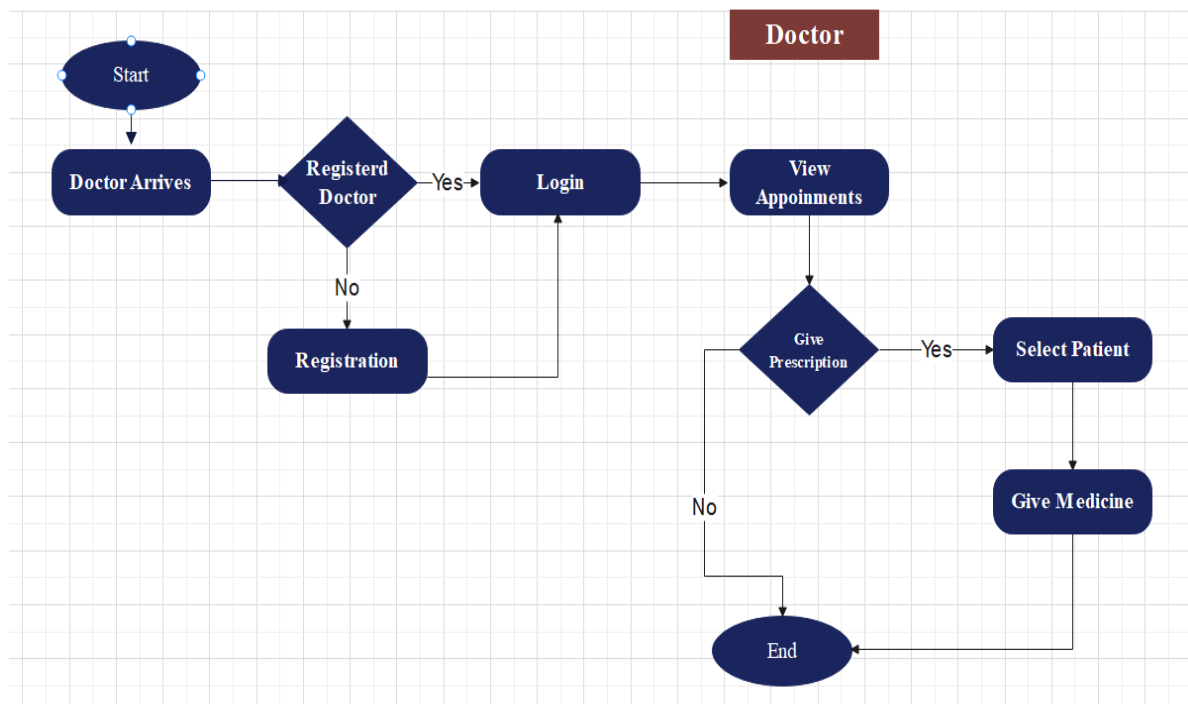 Doctor
Start
Doctor Arrives
Registerd
Doctor
Yes
Login
View
Appoinments
No
Registration
Give
Prescription
Yes
Select Patient
No
Give Medicine
End